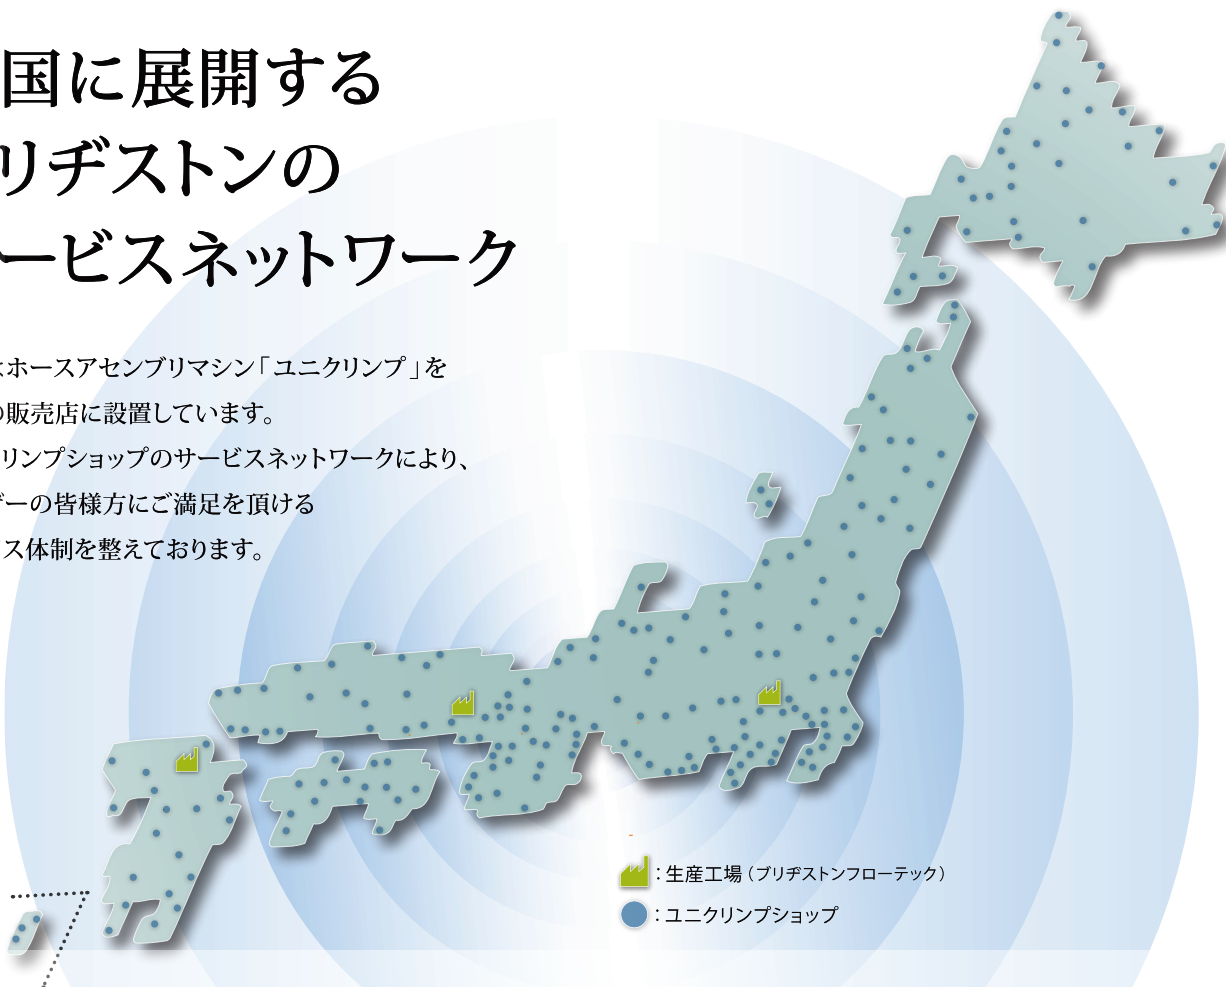 国に展開する
リヂストンの
ービスネットワーク
ホースアセンブリマシン「ユニクリンプ」を
の販売店に設置しています。
リンプショップのサービスネットワークにより、
ザーの皆様方にご満足を頂ける
ス体制を整えております。
：生産工場（ブリヂストンフローテック）
：ユニクリンプショップ